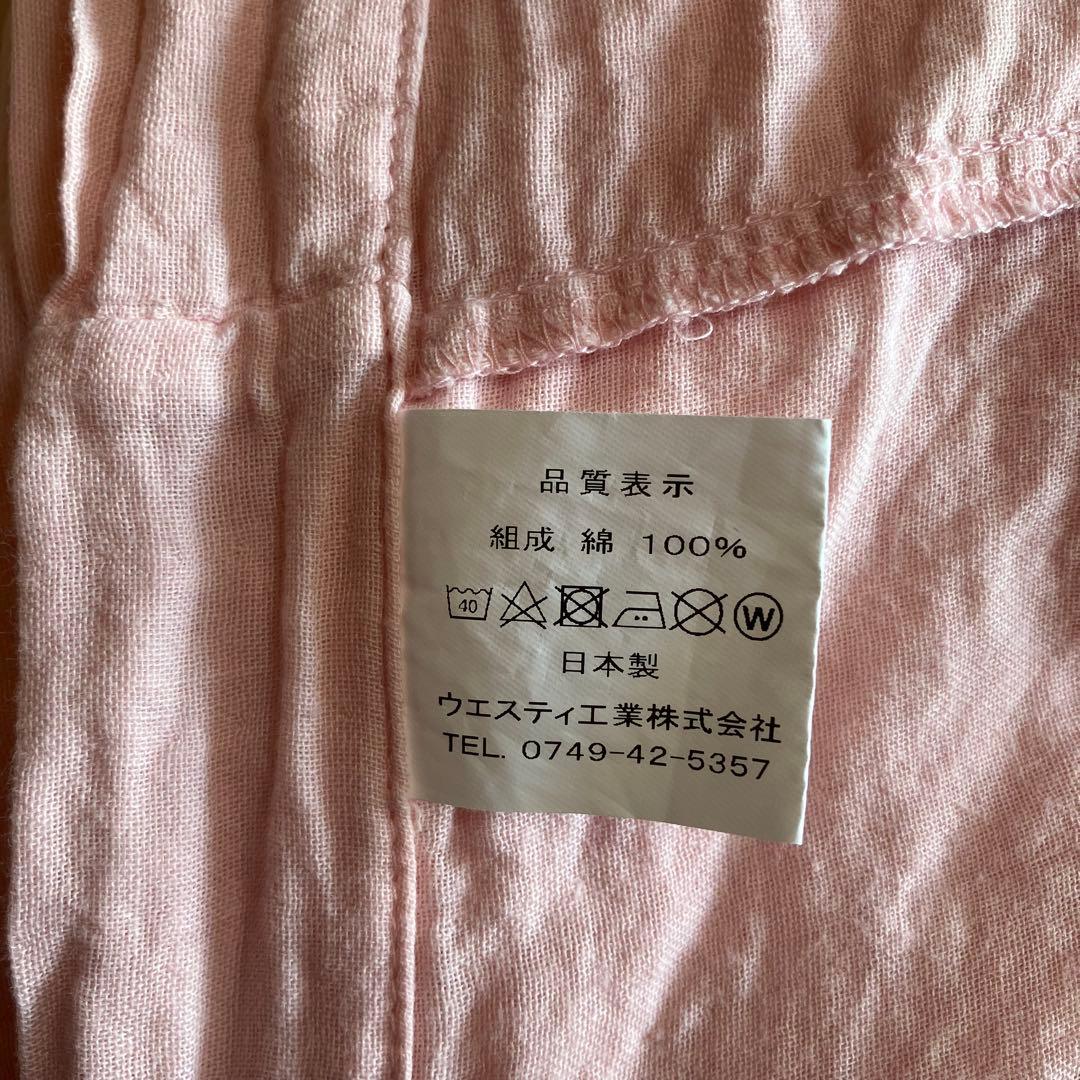 品質表示
組成 綿 100%
40 W
日本製
ウエスティ工業株式会社
TEL. 0749-42-5357